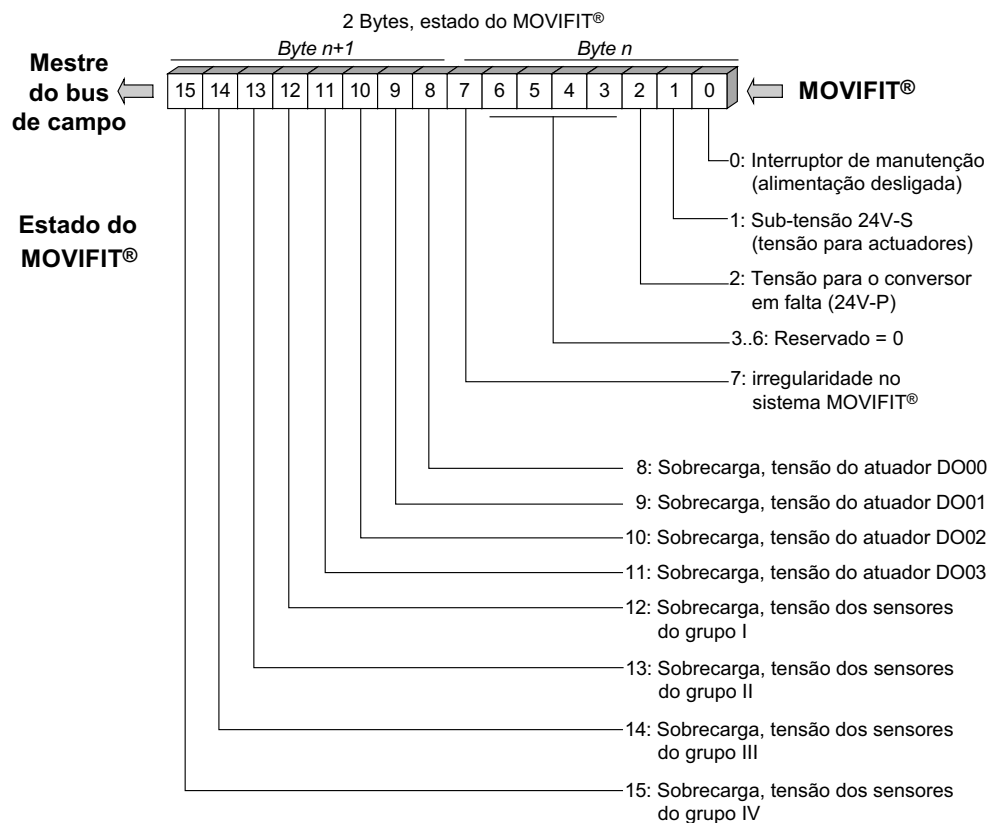 2 Bytes, estado do MOVIFIT®
Byte n+1
Byte n
Mestre
do bus
de campo
15 14 13 12 11 10 9 8 7 6 5 4 3 2 1 0
MOVIFIT®
Estado do
MOVIFIT®
0: Interruptor de manutenção
(alimentação desligada)
1: Sub-tensão 24V-S
(tensão para actuadores)
2: Tensão para o conversor
em falta (24V-P)
3..6: Reservado = 0
7: irregularidade no
sistema MOVIFIT®
8: Sobrecarga, tensão do atuador DO00
9: Sobrecarga, tensão do atuador DO01
10: Sobrecarga, tensão do atuador DO02
11: Sobrecarga, tensão do atuador DO03
12: Sobrecarga, tensão dos sensores
do grupo I
13: Sobrecarga, tensão dos sensores
do grupo II
14: Sobrecarga, tensão dos sensores
do grupo III
15: Sobrecarga, tensão dos sensores
do grupo IV